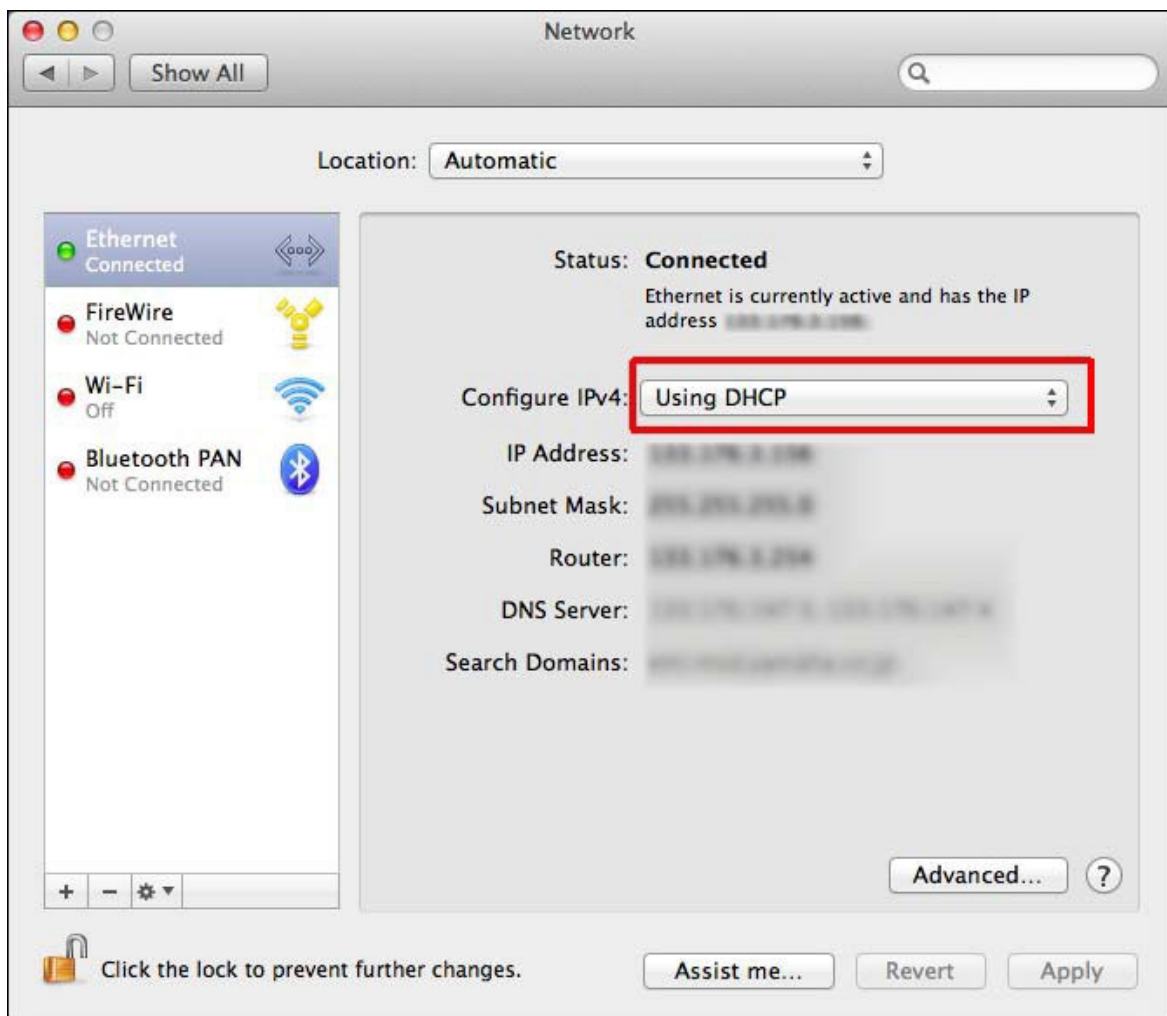 Network
Show All
Location: Automatic
Ethernet
Connected
FireWire
Not Connected
Wi-Fi
Off
Bluetooth PAN
Not Connected
Status: Connected
Ethernet is currently active and has the IP
address
Configure IPv4: Using DHCP
IP Address:
Subnet Mask:
Router:
DNS Server:
Search Domains:
Advanced... ?
Click the lock to prevent further changes.
Assist me... Revert Apply